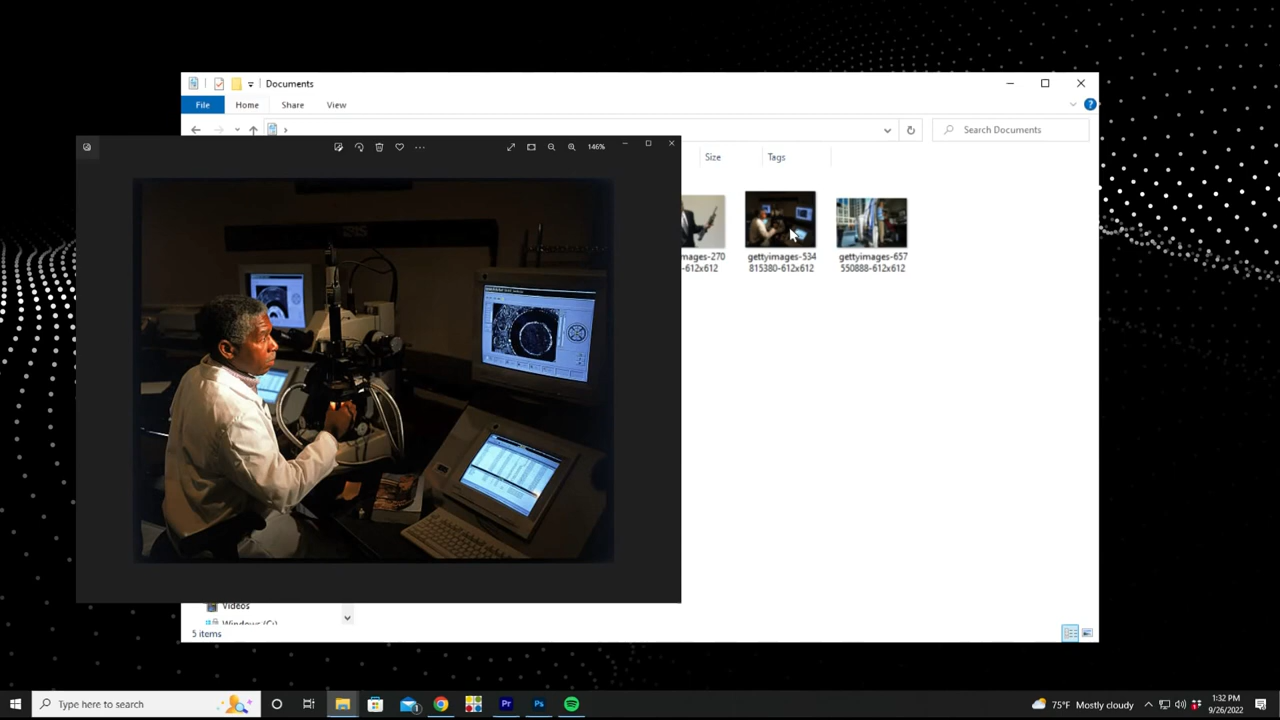 Documents
File Home Share View
Search Documents
146%
Size Tags
mages-270
-612x612
gettyimages-534
815380-612x612
gettyimages-657
550888-612x612
Videos
Windows (C:)
5 items
Type here to search
75°F Mostly cloudy
1:32 PM
9/26/2022